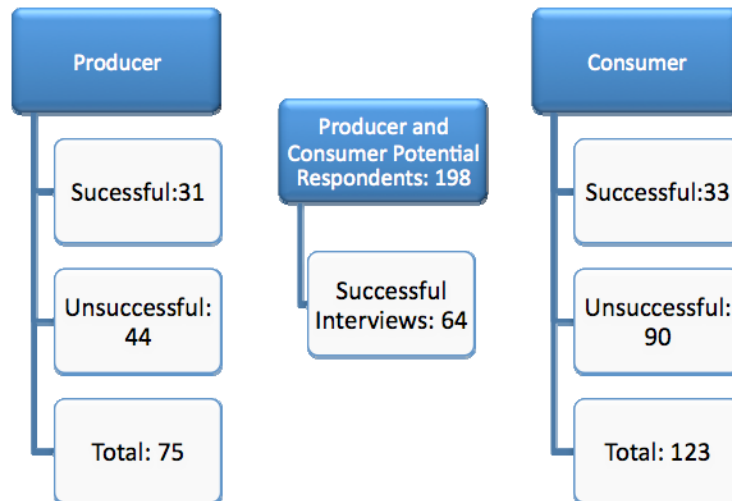 Producer
Sucessful:31
Unsuccessful:
44
Total: 75
Producer and
Consumer Potential
Respondents: 198
Successful
Interviews: 64
Consumer
Successful:33
Unsuccessful:
90
Total: 123